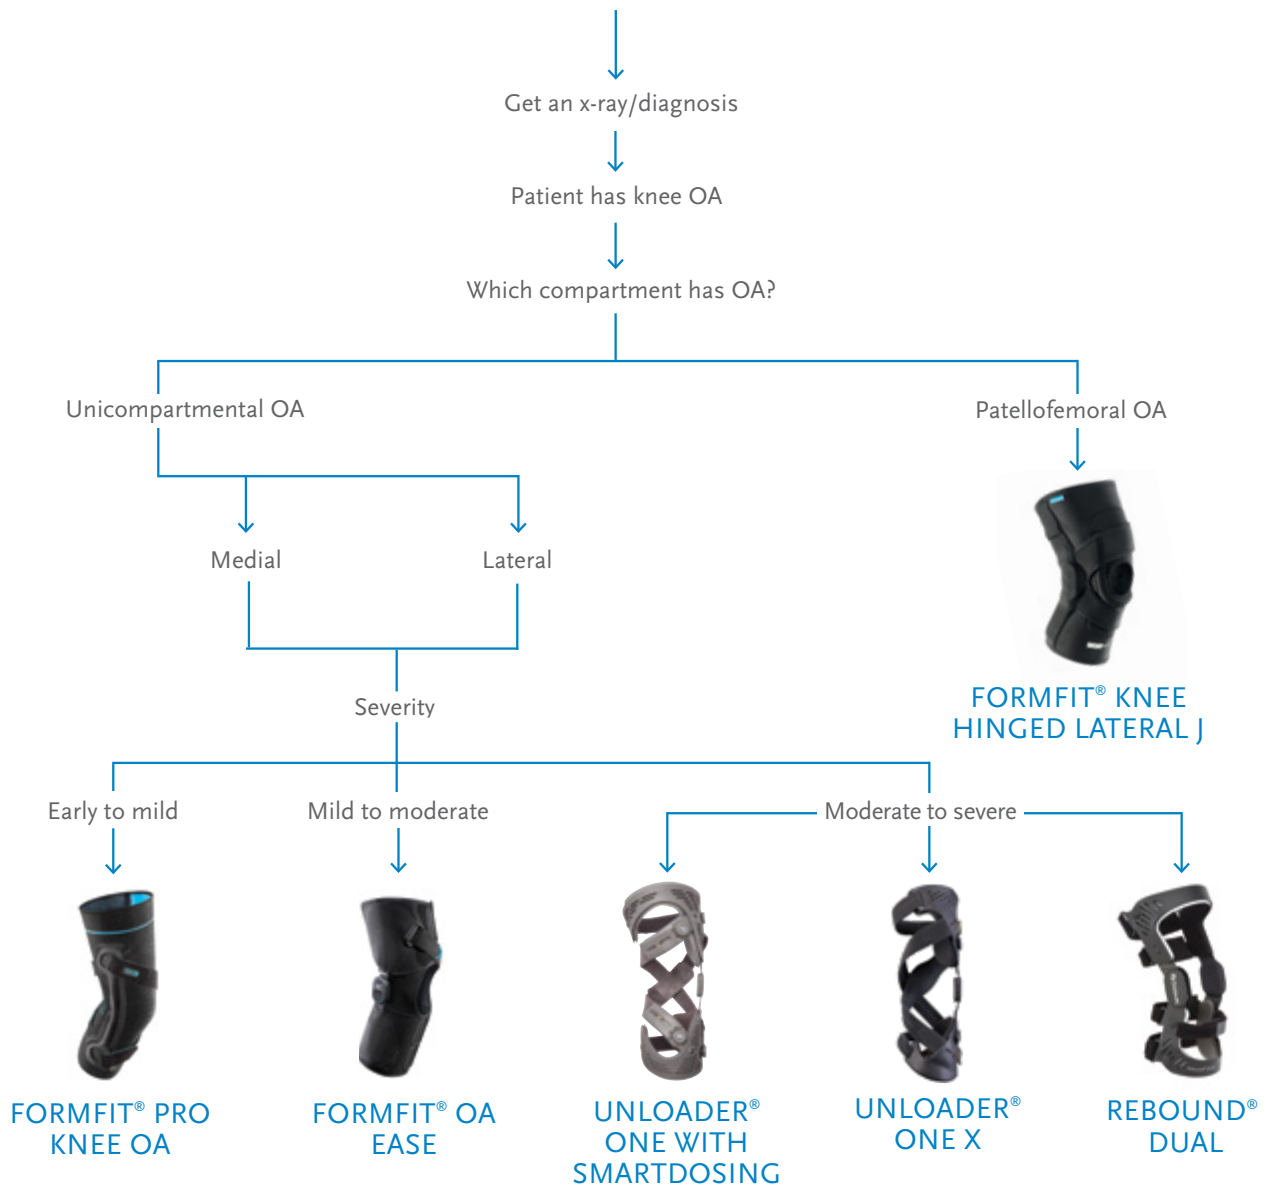 Get an x-ray/diagnosis
Patient has knee OA
Which compartment has OA?
Unicompartmental OA
Patellofemoral OA
Medial
Lateral
FORMFIT® KNEE
HINGED LATERAL J
Severity
Early to mild
Mild to moderate
Moderate to severe
FORMFIT® PRO
KNEE OA
FORMFIT® OA
EASE
UNLOADER®
ONE WITH
SMARTDOSING
UNLOADER®
ONE X
REBOUND®
DUAL